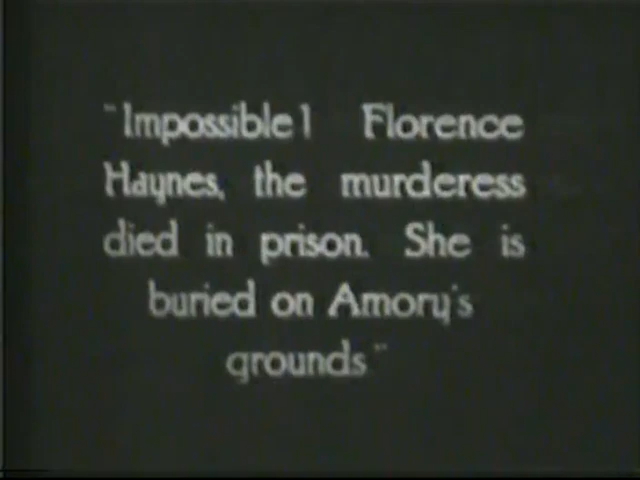 "Impossible! Florence
Haynes, the murderess
died in prison. She is
buried on Amory's
grounds"